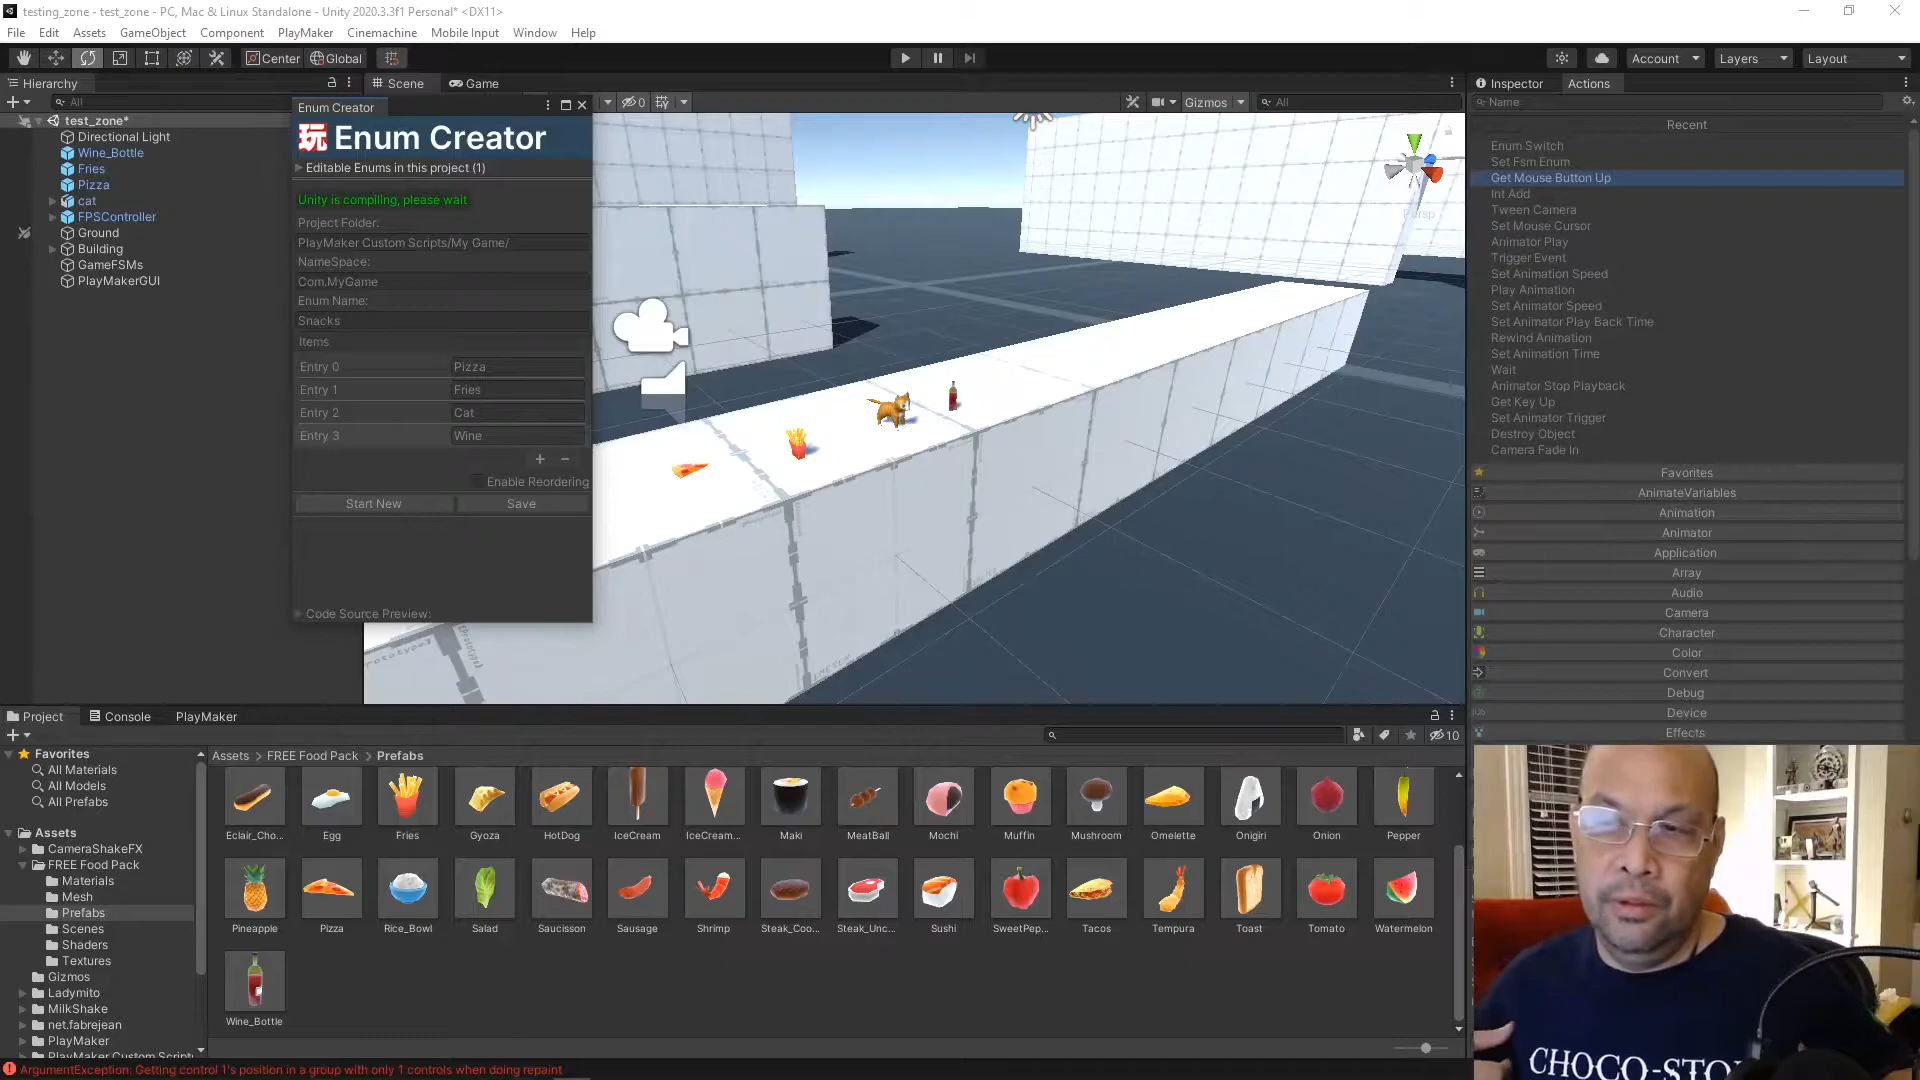 testing_zone - test_zone - PC, Mac & Linux Standalone - Unity 2020.3.3f1 Personal* <DX11>
File Edit Assets GameObject Component PlayMaker Cinemachine Mobile Input Window Help
Center Global Account Layers Layout
Hierarchy Scene Game Inspector Actions
All 0 Gizmos All Name:
test_zone*
Directional Light
Wine_Bottle
Fries
Pizza
cat
FPSController
Ground
Building
GameFSMs
PlayMakerGUI
Enum Creator
玩 Enum Creator
Editable Enums in this project (1)
Unity is compiling, please wait
Project Folder:
PlayMaker Custom Scripts/My Game/
NameSpace:
Com.MyGame
Enum Name:
Snacks
Items
Entry 0 Pizza
Entry 1 Fries
Entry 2 Cat
Entry 3 Wine
+ −
Enable Reordering
Start New Save
Code Source Preview:
Persp
Recent
Enum Switch
Set Fsm Enum
Get Mouse Button Up
Int Add
Tween Camera
Set Mouse Cursor
Animator Play
Trigger Event
Set Animation Speed
Play Animation
Set Animator Speed
Set Animator Play Back Time
Rewind Animation
Set Animation Time
Wait
Animator Stop Playback
Get Key Up
Set Animator Trigger
Destroy Object
Camera Fade In
Favorites
AnimateVariables
Animation
Animator
Application
Array
Audio
Camera
Character
Color
Convert
Debug
Device
Effects
Project Console PlayMaker
10
Favorites
All Materials
All Models
All Prefabs
Assets
CameraShakeFX
FREE Food Pack
Materials
Mesh
Prefabs
Scenes
Shaders
Textures
Gizmos
Ladymito
MilkShake
net.fabrejean
PlayMaker
PlayMaker Custom Scripts
Assets > FREE Food Pack > Prefabs
Eclair_Cho... Egg Fries Gyoza HotDog IceCream IceCream... Maki MeatBall Mochi Muffin Mushroom Omelette Onigiri Onion Pepper
Pineapple Pizza Rice_Bowl Salad Saucisson Sausage Shrimp Steak_Coo... Steak_Unc... Sushi SweetPep... Tacos Tempura Toast Tomato Watermelon
Wine_Bottle
ArgumentException: Getting control 1's position in a group with only 1 controls when doing repaint
CHOCO-STO